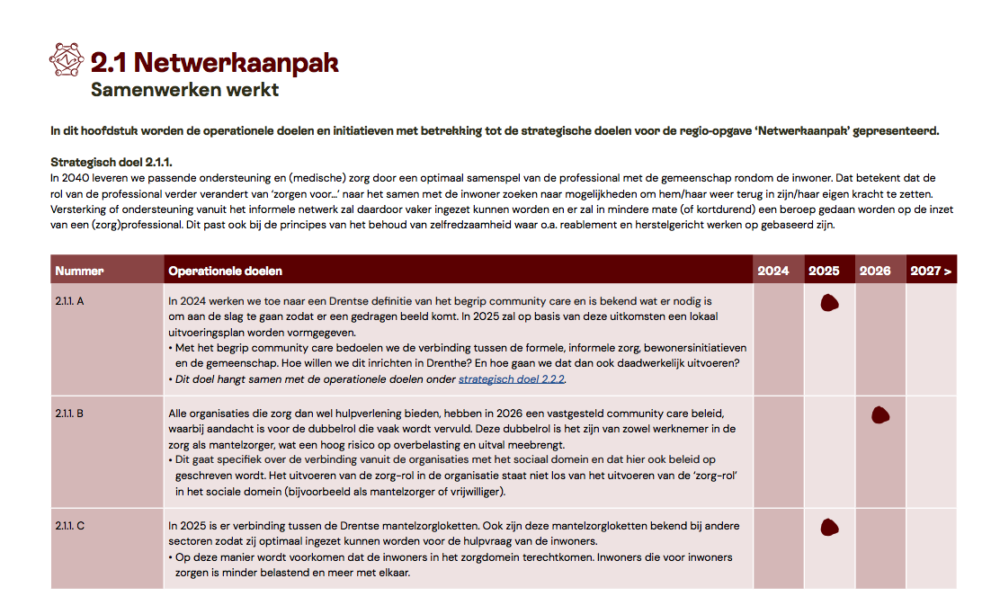 2.1 Netwerkaanpak
Samenwerken werkt
In dit hoofdstuk worden de operationele doelen en initiatieven met betrekking tot de strategische doelen voor de regio-opgave ‘Netwerkaanpak’ gepresenteerd.
Strategisch doel 2.1.1.
In 2040 leveren we passende ondersteuning en (medische) zorg door een optimaal samenspel van de professional met de gemeenschap rondom de inwoner. Dat betekent dat de
rol van de professional verder verandert van ‘zorgen voor…’ naar het samen met de inwoner zoeken naar mogelijkheden om hem/haar weer terug in zijn/haar eigen kracht te zetten.
Versterking of ondersteuning vanuit het informele netwerk zal daardoor vaker ingezet kunnen worden en er zal in mindere mate (of kortdurend) een beroep gedaan worden op de inzet
van een (zorg)professional. Dit past ook bij de principes van het behoud van zelfredzaamheid waar o.a. reablement en herstelgericht werken op gebaseerd zijn.
Nummer Operationele doelen 2024 2025 2026 2027 >
2.1.1. A
In 2024 werken we toe naar een Drentse definitie van het begrip community care en is bekend wat er nodig is
om aan de slag te gaan zodat er een gedragen beeld komt. In 2025 zal op basis van deze uitkomsten een lokaal
uitvoeringsplan worden vormgegeven.
• Met het begrip community care bedoelen we de verbinding tussen de formele, informele zorg, bewonersinitiatieven
en de gemeenschap. Hoe willen we dit inrichten in Drenthe? En hoe gaan we dat dan ook daadwerkelijk uitvoeren?
• Dit doel hangt samen met de operationele doelen onder strategisch doel 2.2.2.
2.1.1. B
Alle organisaties die zorg dan wel hulpverlening bieden, hebben in 2026 een vastgesteld community care beleid,
waarbij aandacht is voor de dubbelrol die vaak wordt vervuld. Deze dubbelrol is het zijn van zowel werknemer in de
zorg als mantelzorger, wat een hoog risico op overbelasting en uitval meebrengt.
• Dit gaat specifiek over de verbinding vanuit de organisaties met het sociaal domein en dat hier ook beleid op
geschreven wordt. Het uitvoeren van de zorg-rol in de organisatie staat niet los van het uitvoeren van de ‘zorg-rol’
in het sociale domein (bijvoorbeeld als mantelzorger of vrijwilliger).
2.1.1. C
In 2025 is er verbinding tussen de Drentse mantelzorgloketten. Ook zijn deze mantelzorgloketten bekend bij andere
sectoren zodat zij optimaal ingezet kunnen worden voor de hulpvraag van de inwoners.
• Op deze manier wordt voorkomen dat de inwoners in het zorgdomein terechtkomen. Inwoners die voor inwoners
zorgen is minder belastend en meer met elkaar.